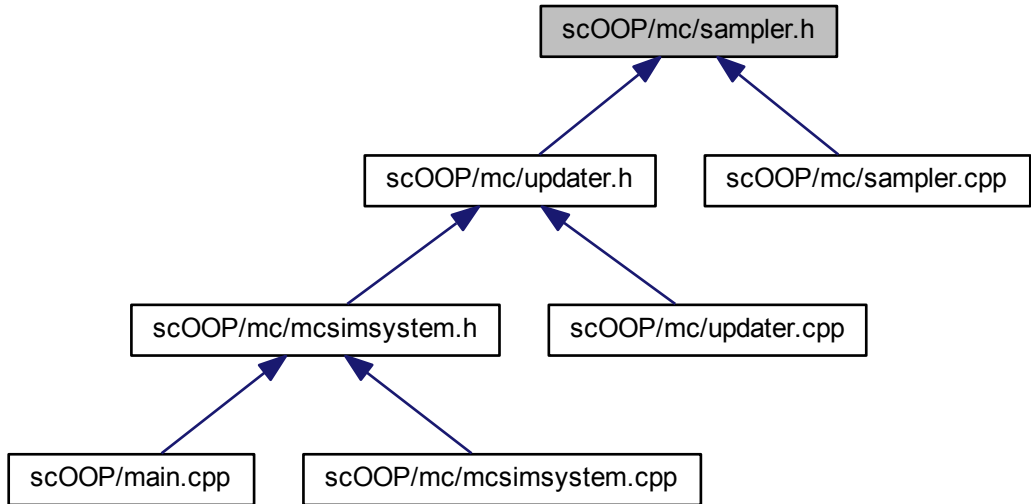 scOOP/mc/sampler.h
scOOP/mc/updater.h
scOOP/mc/sampler.cpp
scOOP/mc/mcsimsystem.h
scOOP/mc/updater.cpp
scOOP/main.cpp
scOOP/mc/mcsimsystem.cpp